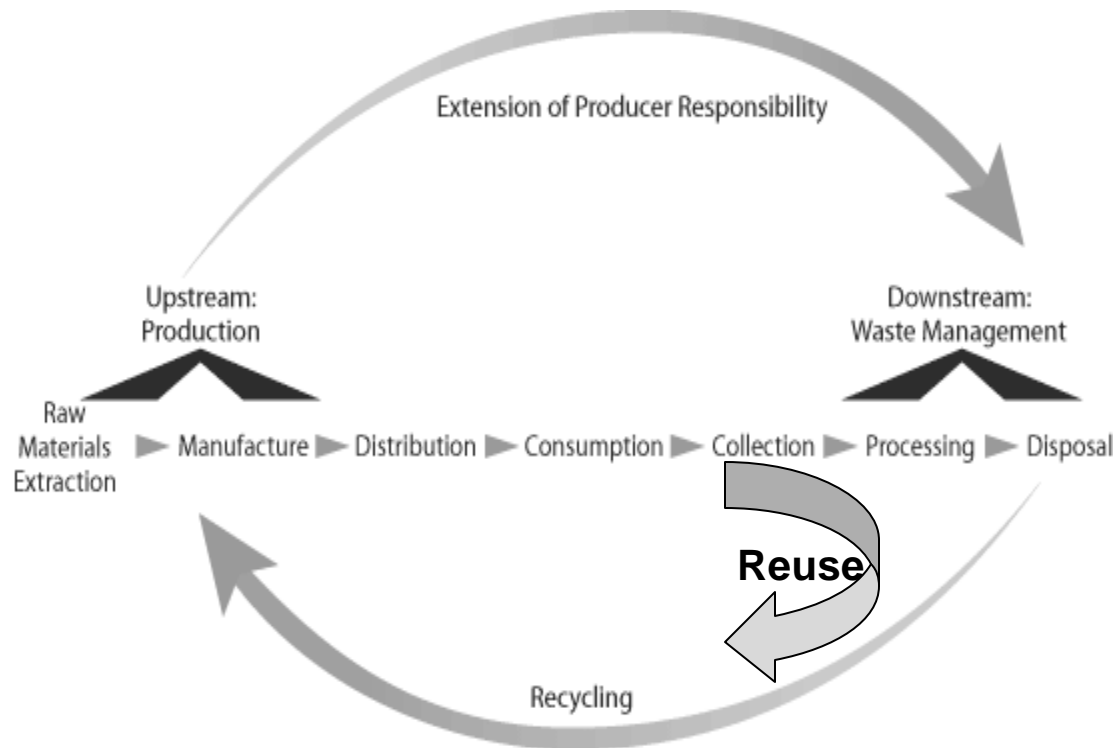 Extension of Producer Responsibility
Upstream:
Production
Downstream:
Waste Management
Raw
Materials
Extraction
Manufacture
Distribution
Consumption
Collection
Processing
Disposal
Reuse
Recycling